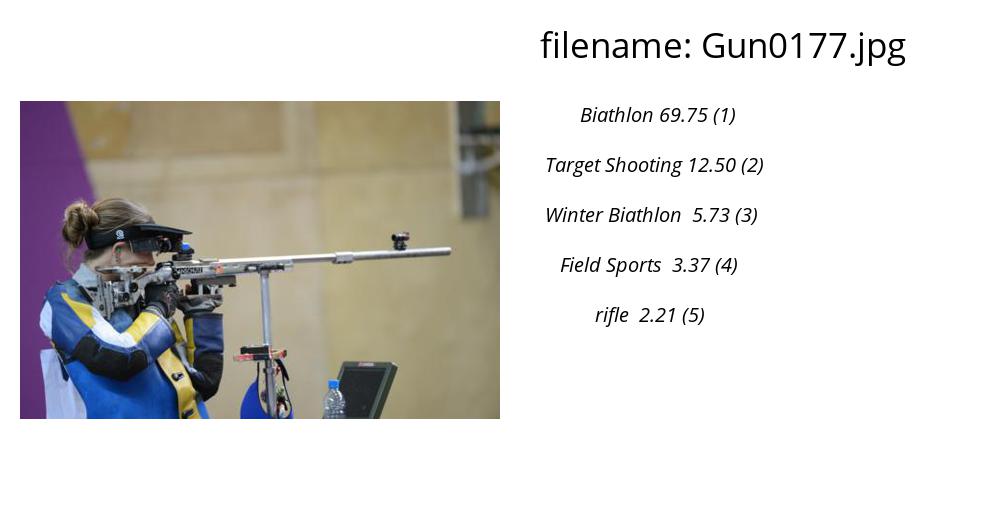 filename: Gun0177.jpg
Biathlon 69.75 (1)
Target Shooting 12.50 (2)
Winter Biathlon 5.73 (3)
Field Sports 3.37 (4)
rifle 2.21 (5)
ANSCHÜTZ